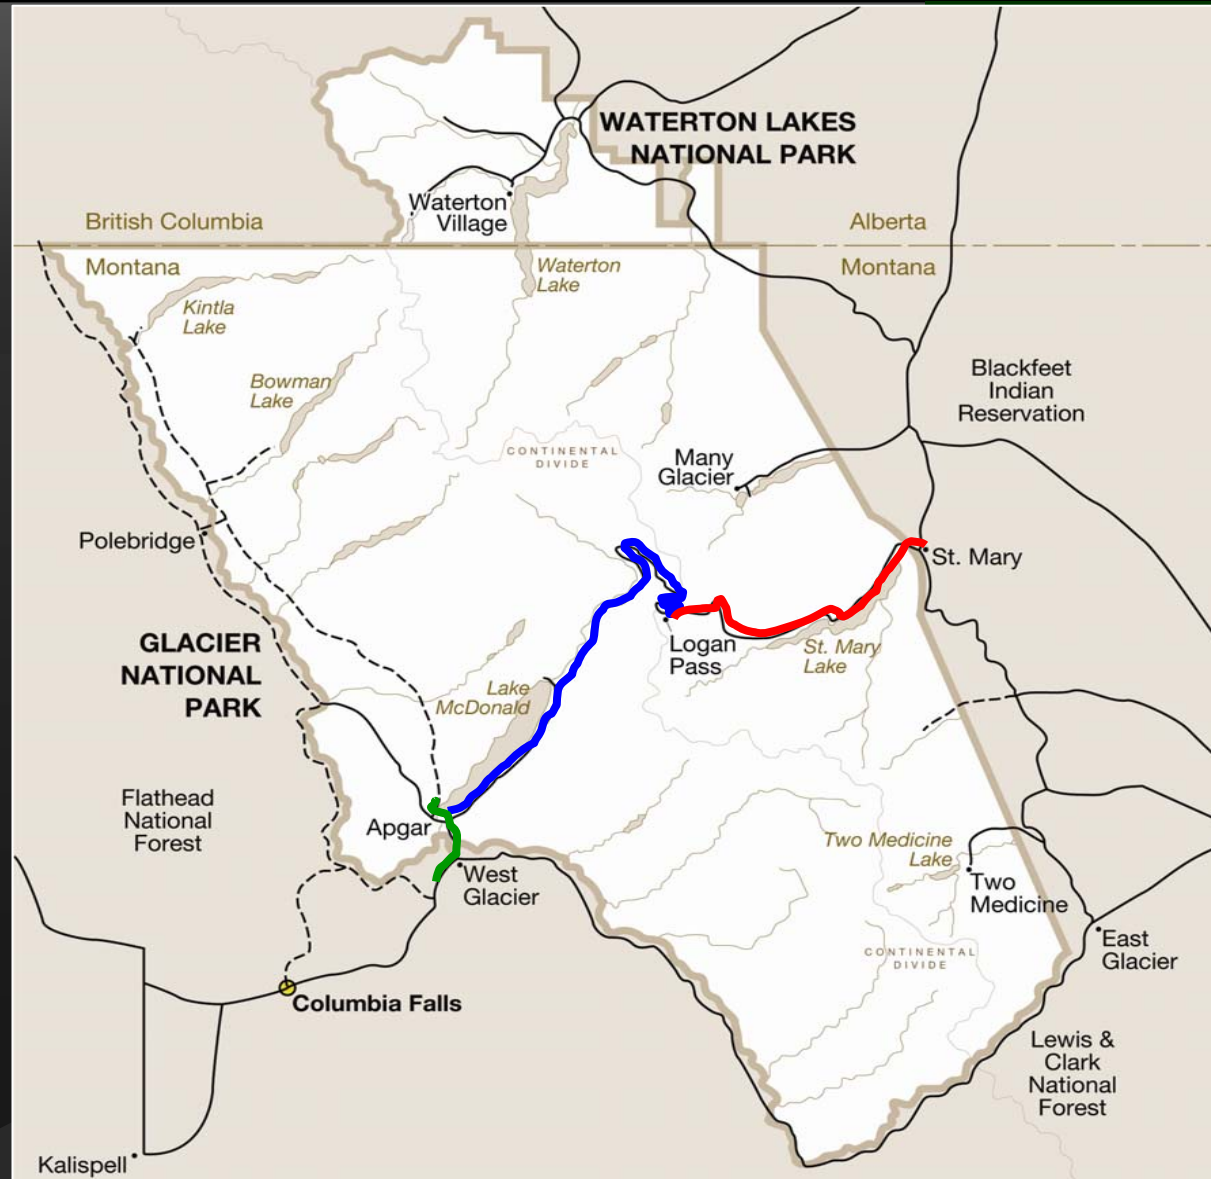 WATERTON LAKES
NATIONAL PARK
Waterton
Village
British Columbia
Alberta
Montana
Montana
Waterton
Lake
Kintla
Lake
Bowman
Lake
Blackfeet
Indian
Reservation
CONTINENTAL
DIVIDE
Many
Glacier
Polebridge
St. Mary
GLACIER
NATIONAL
PARK
Logan
Pass
St. Mary
Lake
Lake
McDonald
Flathead
National
Forest
Apgar
West
Glacier
Two Medicine
Lake
Two
Medicine
East
Glacier
CONTINENTAL
DIVIDE
Columbia Falls
Lewis &
Clark
National
Forest
Kalispell